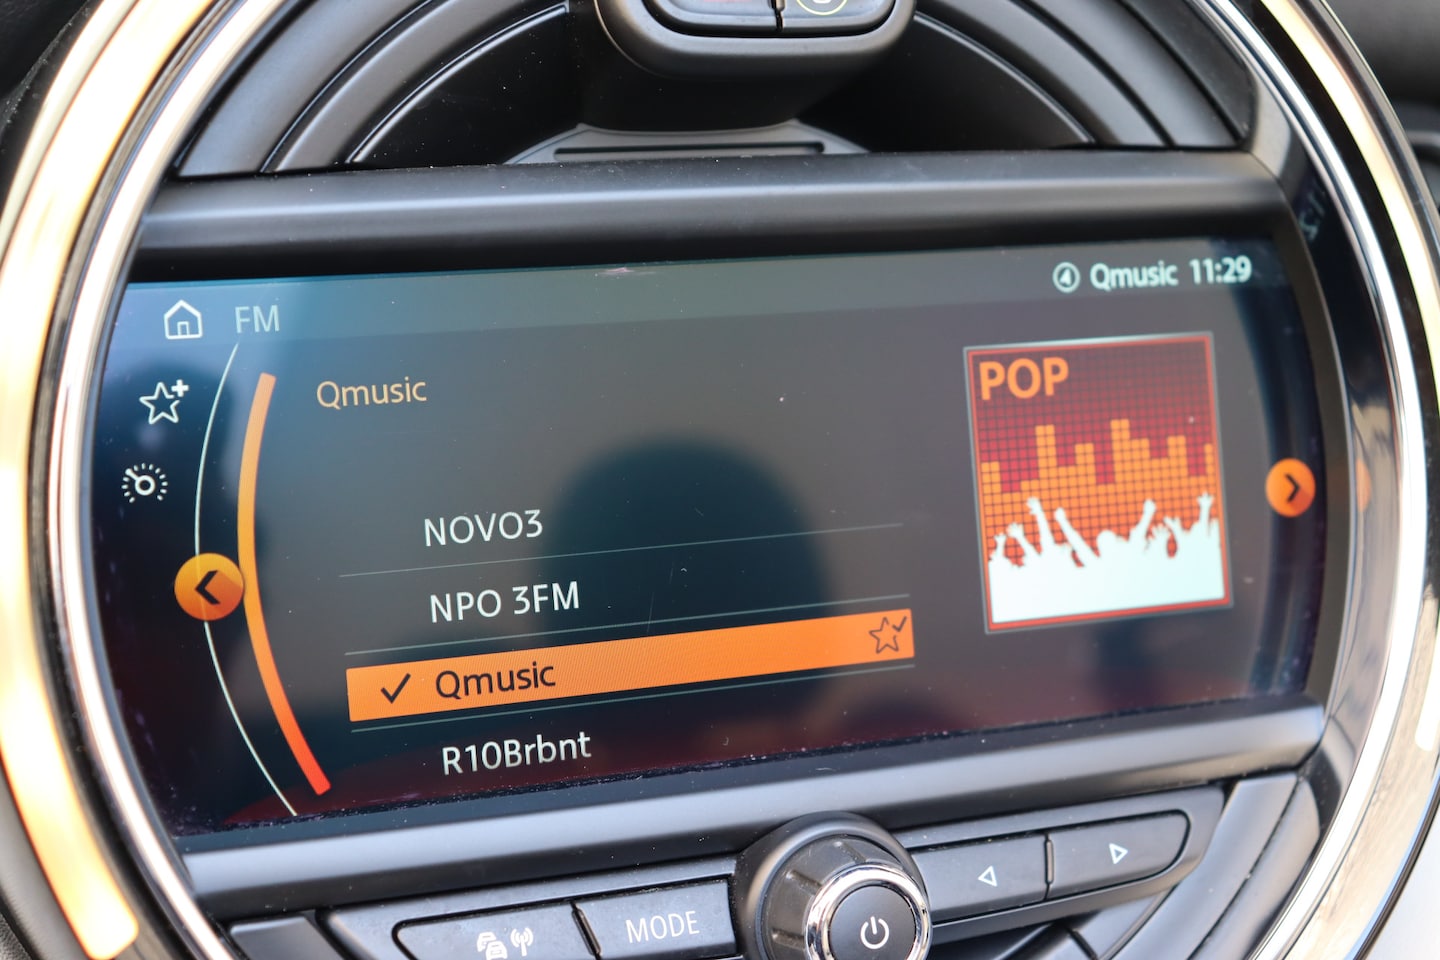 Qmusic 11:29
FM
Qmusic
POP
NOVO3
NPO 3FM
Qmusic
R10Brbnt
MODE